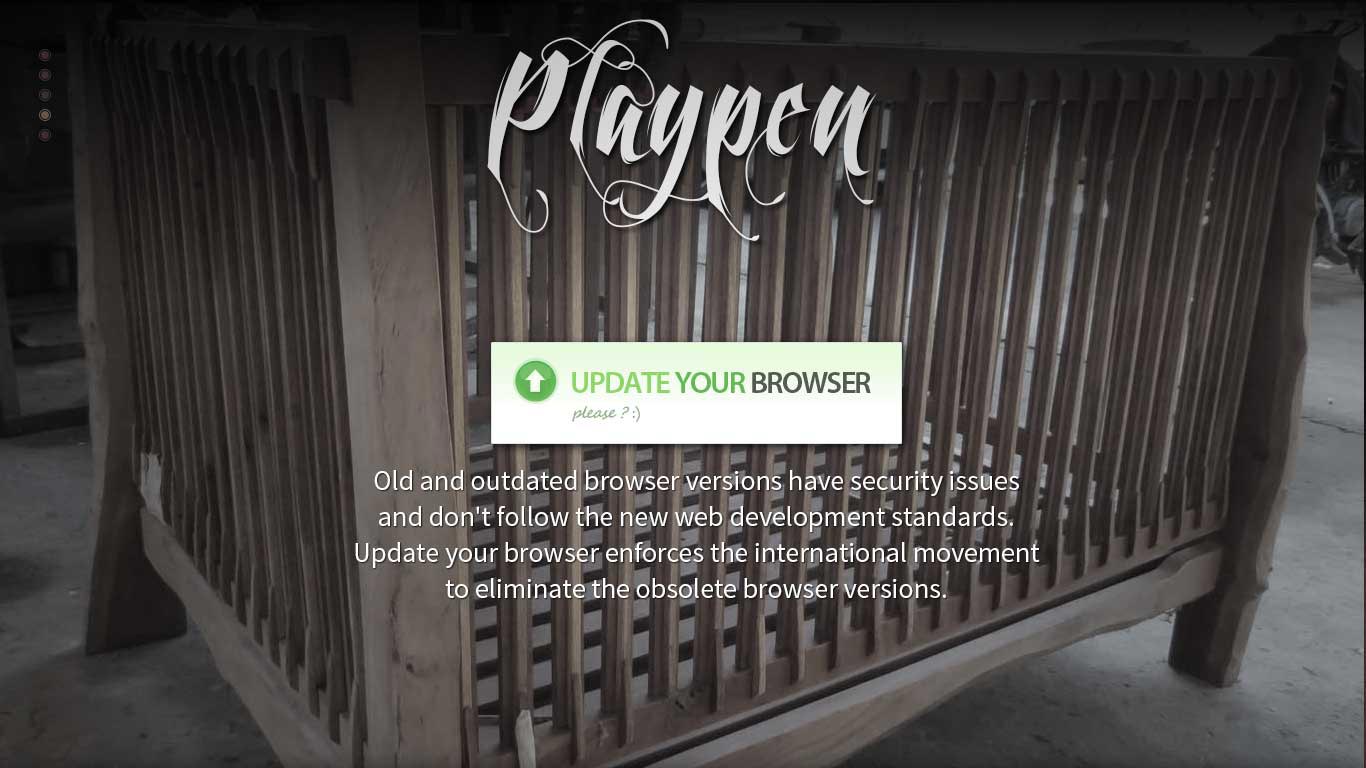 Playpen
UPDATE YOUR BROWSER
please ? :)
Old and outdated browser versions have security issues
and don't follow the new web development standards.
Update your browser enforces the international movement
to eliminate the obsolete browser versions.